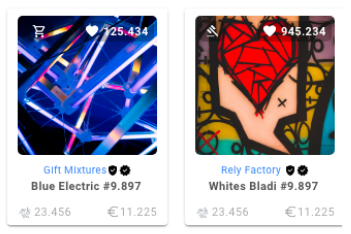 125.434
Gift Mixtures
Blue Electric #9.897
23.456 €11.225
945.234
Rely Factory
Whites Bladi #9.897
23.456 €11.225